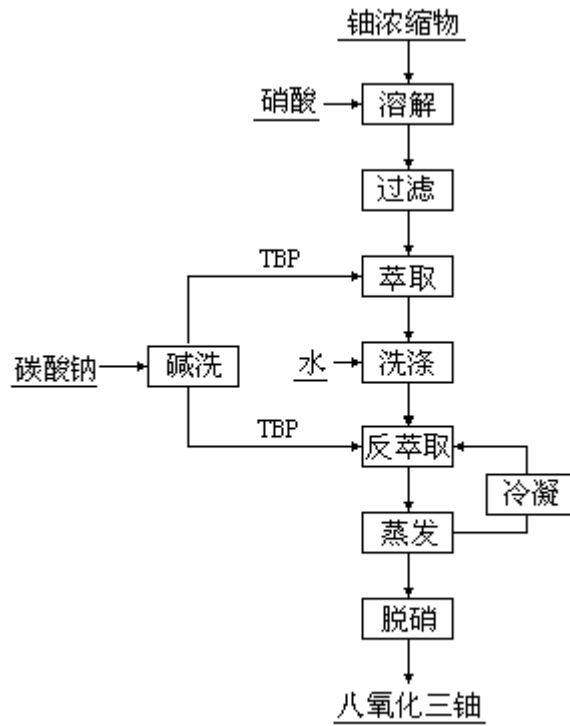 铀浓缩物
硝酸
溶解
过滤
TBP
萃取
碳酸钠
碱洗
水
洗涤
TBP
反萃取
冷凝
蒸发
脱硝
八氧化三铀